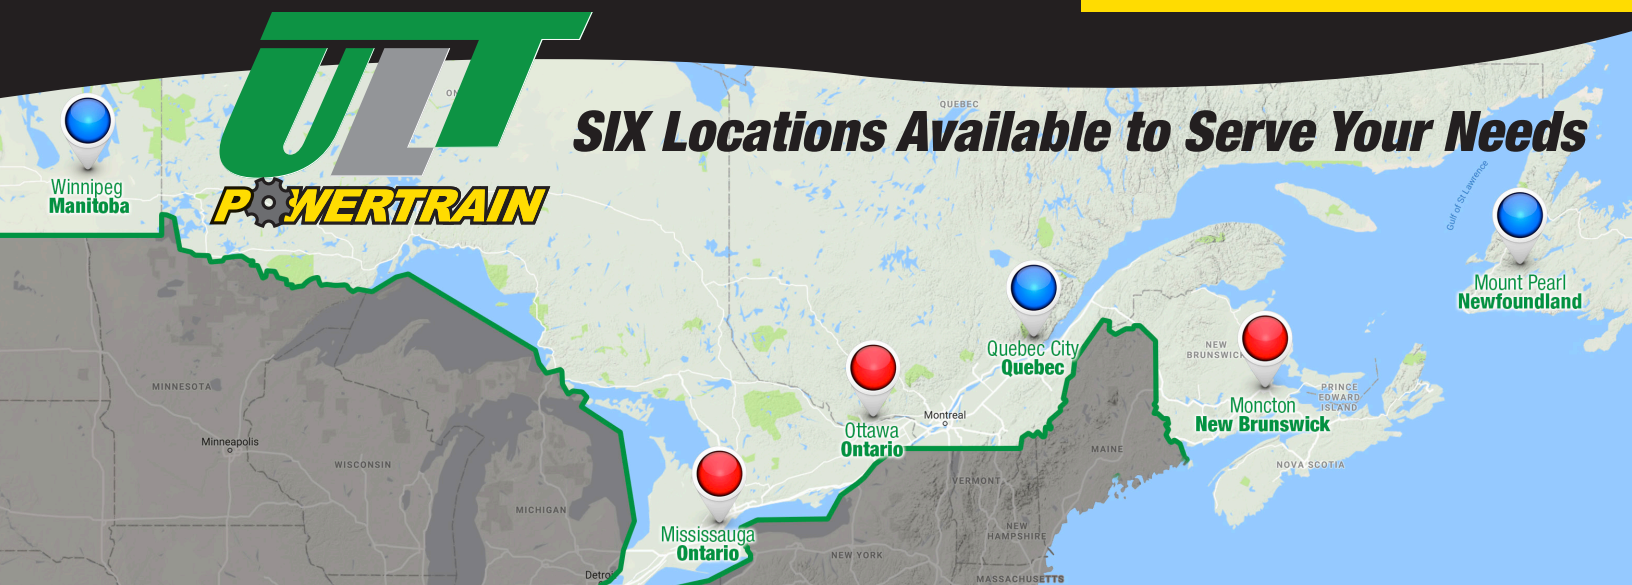 ULT
POWERTRAIN
SIX Locations Available to Serve Your Needs
QUEBEC
Gulf of St Lawrence
Winnipeg
Manitoba
Mount Pearl
Newfoundland
Quebec City
Quebec
NEW
BRUNSWICK
PRINCE
EDWARD
ISLAND
Moncton
New Brunswick
MINNESOTA
Minneapolis
WISCONSIN
MICHIGAN
Montreal
Ottawa
Ontario
MAINE
NOVA SCOTIA
VERMONT
NEW
HAMPSHIRE
Mississauga
Ontario
NEW YORK
Detroi
MASSACHUSETTS